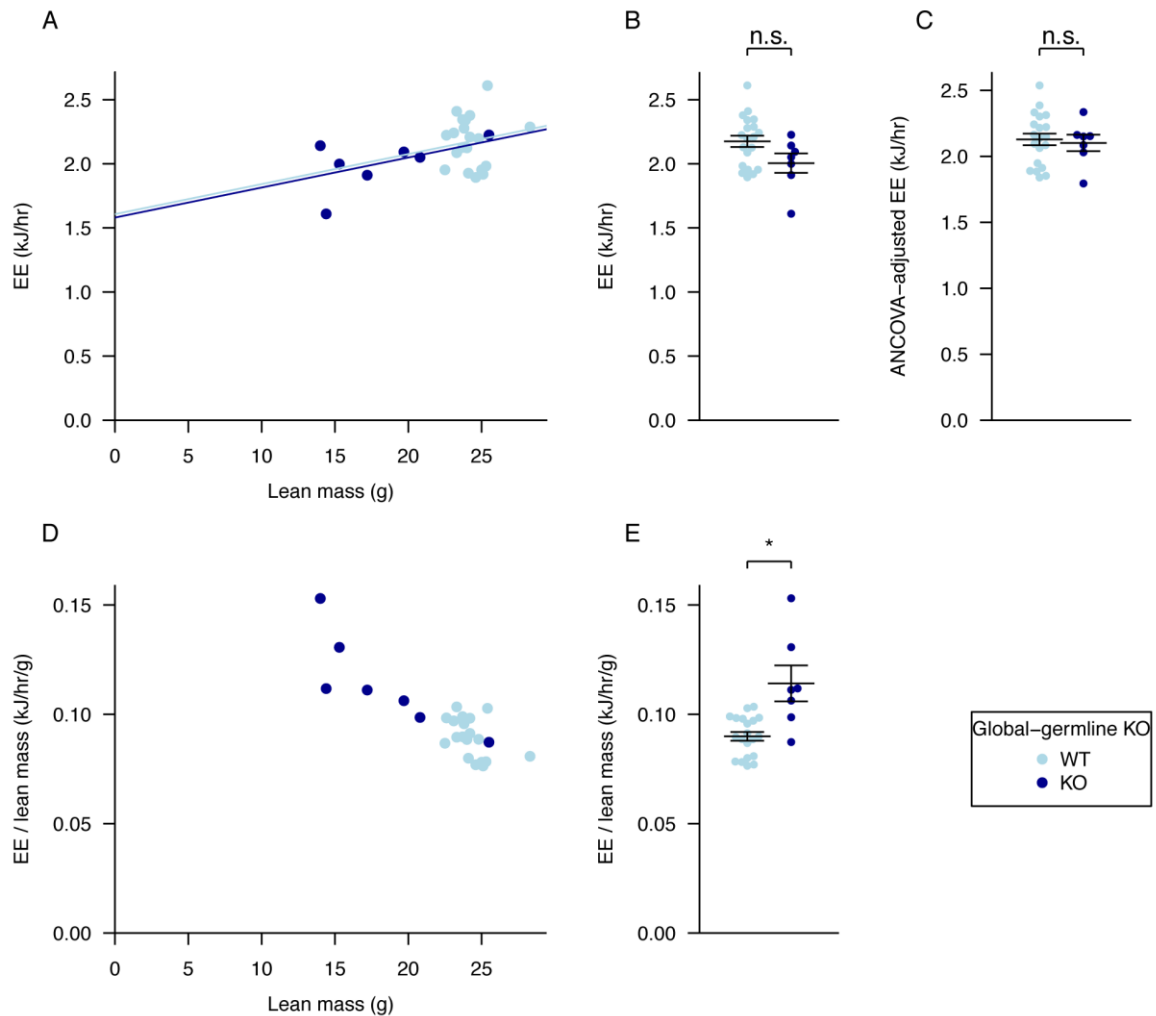 A
EE (kJ/hr)
2.5
2.0
1.5
1.0
0.5
0.0
0 5 10 15 20 25
Lean mass (g)
B
n.s.
EE (kJ/hr)
2.5
2.0
1.5
1.0
0.5
0.0
C
n.s.
ANCOVA−adjusted EE (kJ/hr)
2.5
2.0
1.5
1.0
0.5
0.0
D
EE / lean mass (kJ/hr/g)
0.15
0.10
0.05
0.00
0 5 10 15 20 25
Lean mass (g)
E
*
EE / lean mass (kJ/hr/g)
0.15
0.10
0.05
0.00
Global−germline KO
WT
KO